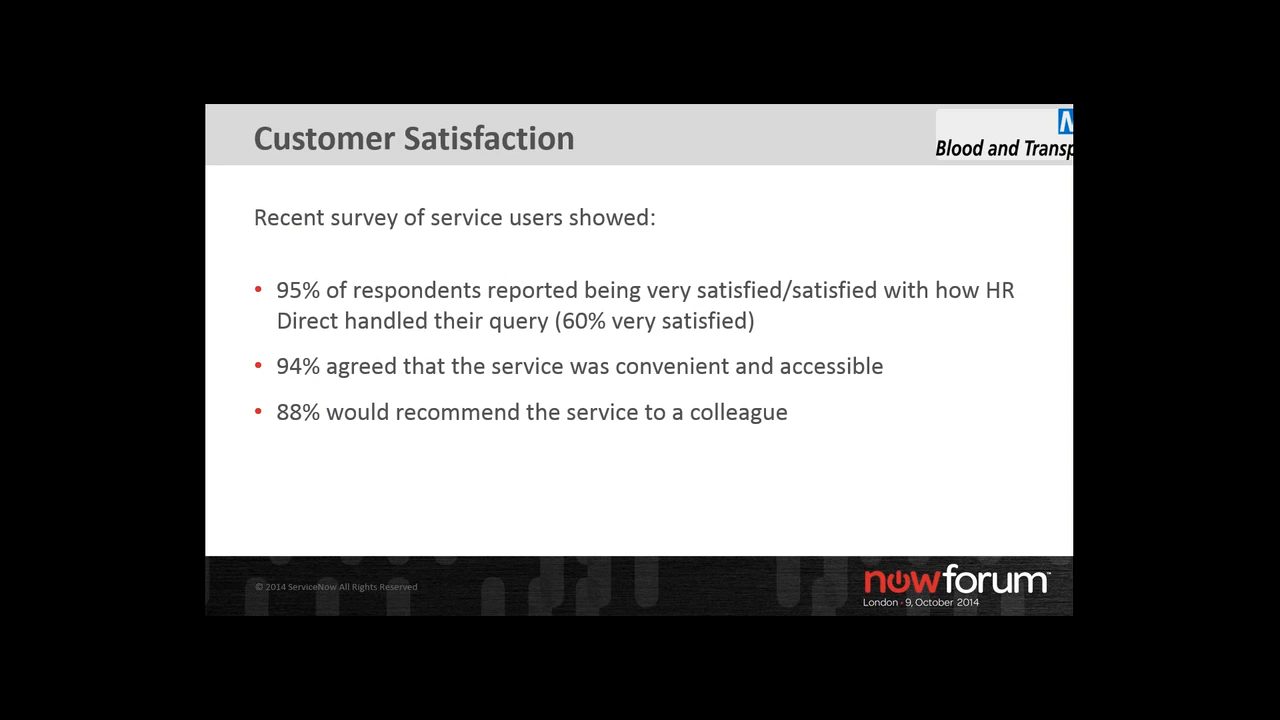 Customer Satisfaction
Blood and Transp
Recent survey of service users showed:
• 95% of respondents reported being very satisfied/satisfied with how HR
Direct handled their query (60% very satisfied)
• 94% agreed that the service was convenient and accessible
• 88% would recommend the service to a colleague
© 2014 ServiceNow All Rights Reserved
nowforum™
London - 9, October 2014